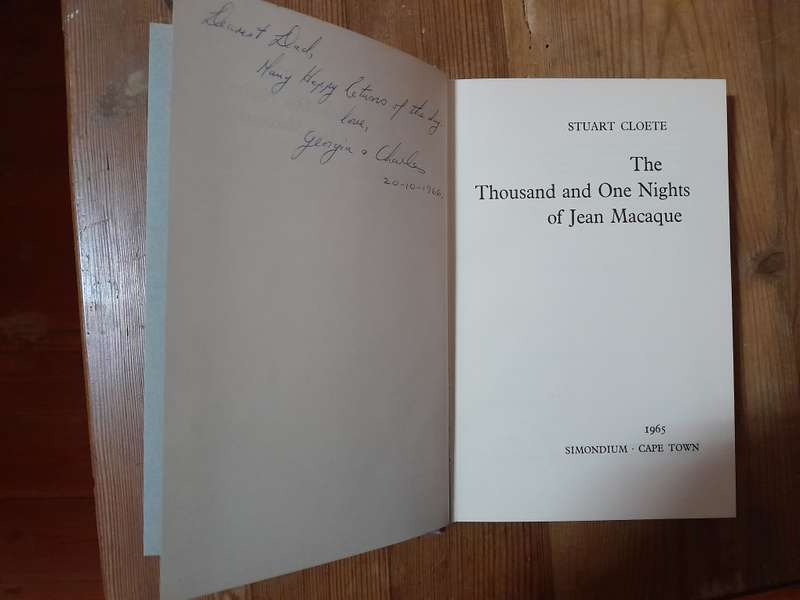 Dearest Dad,
Many Happy Returns of the day
love,
Georgia & Charles
20-10-1966.
STUART CLOETE
The
Thousand and One Nights
of Jean Macaque
1965
SIMONDIUM · CAPE TOWN